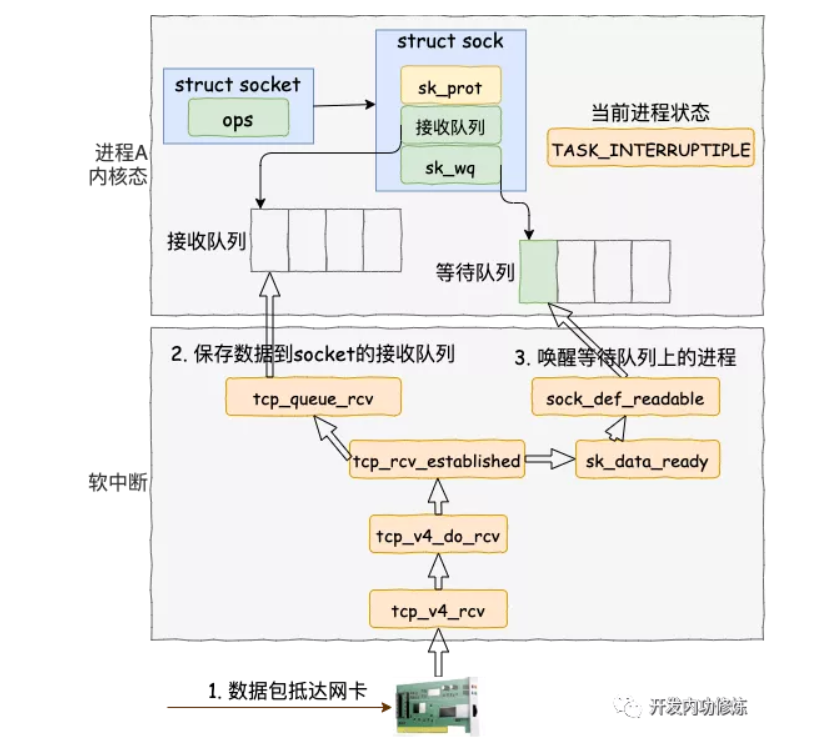 struct sock
struct socket
sk_prot
ops
接收队列
当前进程状态
TASK_INTERRUPTIPLE
进程A
内核态
sk_wq
接收队列
等待队列
2. 保存数据到socket的接收队列
3. 唤醒等待队列上的进程
tcp_queue_rcv
sock_def_readable
tcp_rcv_established
sk_data_ready
软中断
tcp_v4_do_rcv
tcp_v4_rcv
1. 数据包抵达网卡
开发内功修炼